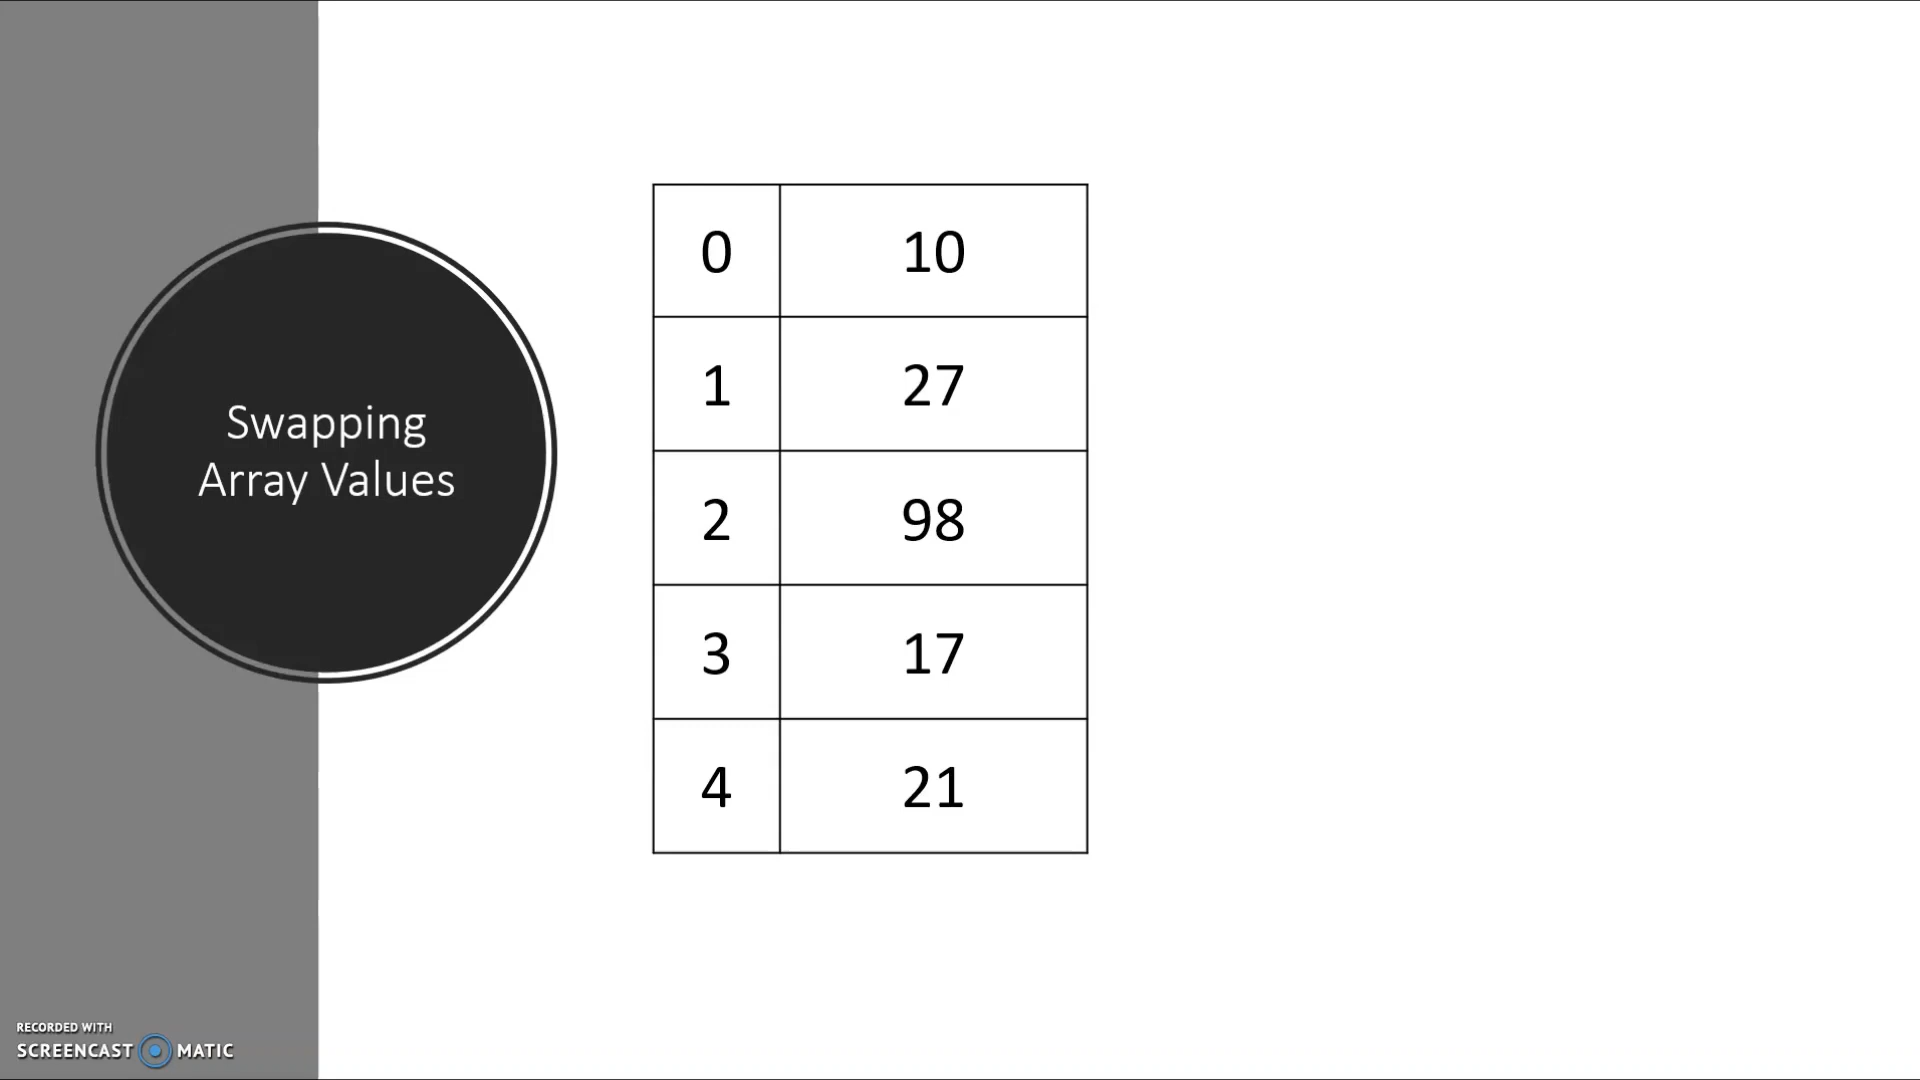 Swapping
Array Values
0 10
1 27
2 98
3 17
4 21
RECORDED WITH
SCREENCAST MATIC